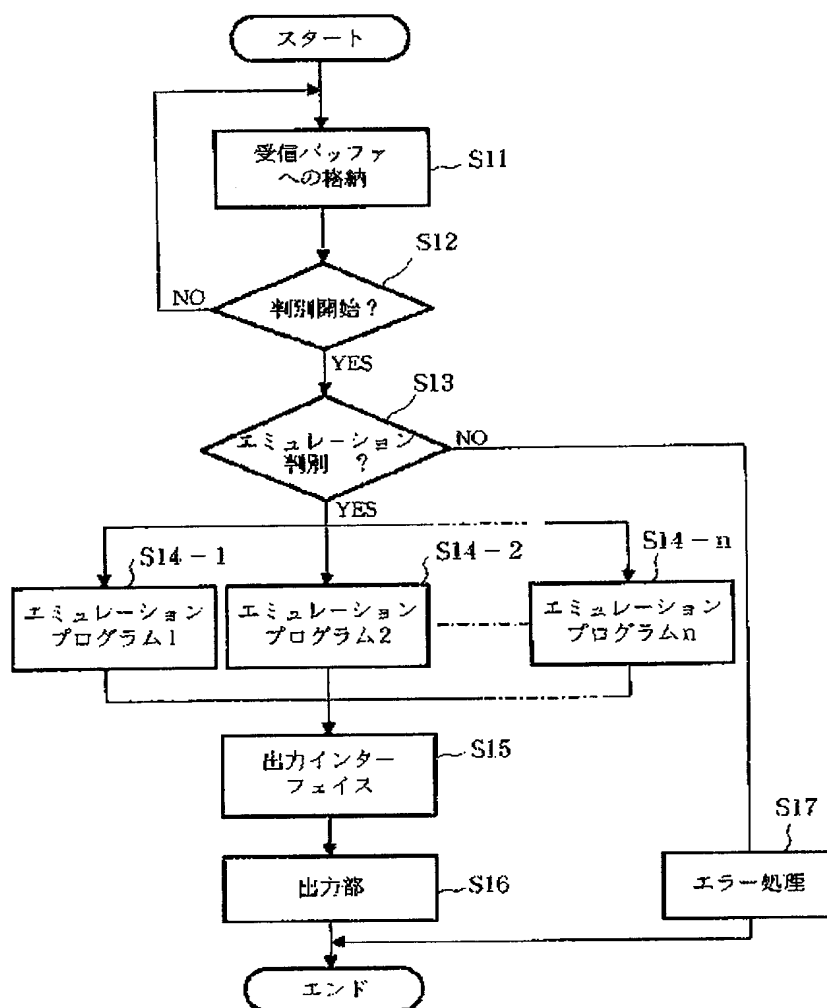 スタート
受信バッファ
への格納
S11
S12
判別開始？
NO
YES
S13
エミュレーション
判別 ？
NO
YES
S14-1
S14-2
S14-n
エミュレーション
プログラム1
エミュレーション
プログラム2
エミュレーション
プログラムn
出力インター
フェイス
S15
出力部
S16
S17
エラー処理
エンド